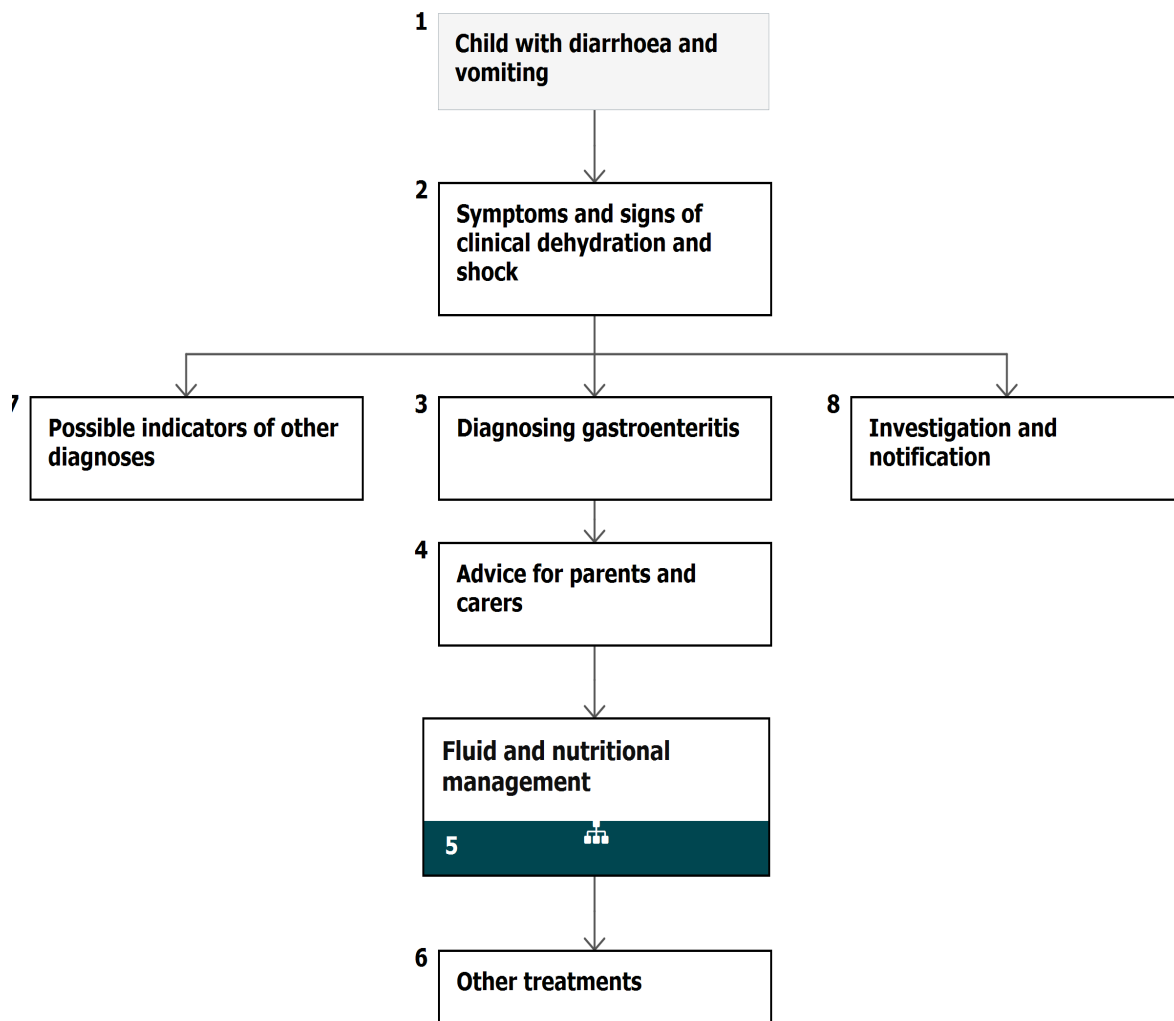 1
Child with diarrhoea and
vomiting
2
Symptoms and signs of
clinical dehydration and
shock
7
Possible indicators of other
diagnoses
3
Diagnosing gastroenteritis
8
Investigation and
notification
4
Advice for parents and
carers
Fluid and nutritional
management
5
6
Other treatments